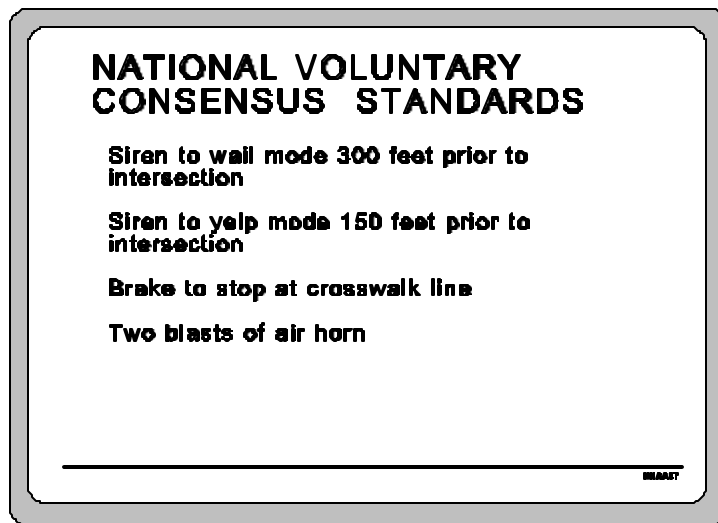 NATIONAL VOLUNTARY
CONSENSUS STANDARDS
Siren to wail mode 300 feet prior to
intersection
Siren to yelp mode 150 feet prior to
intersection
Brake to stop at crosswalk line
Two blasts of air horn